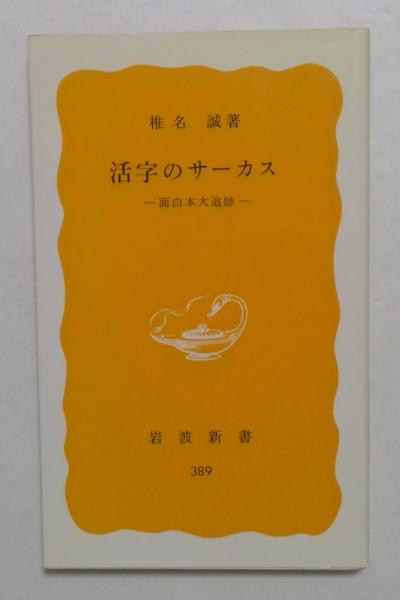 椎名 誠著
活字のサーカス
―面白本大追跡―
岩波新書
389